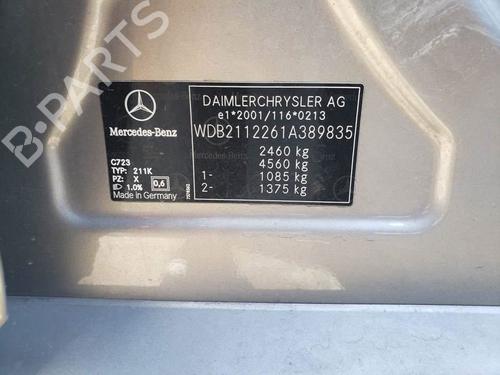 B-PARTS
Mercedes-Benz
C723
TYP: 211K
PZ: X
1.0%
0,6
Made in Germany
DAIMLERCHRYSLER AG
e1*2001/116*0213
WDB2112261A389835
2460 kg
4560 kg
1- 1085 kg
2- 1375 kg